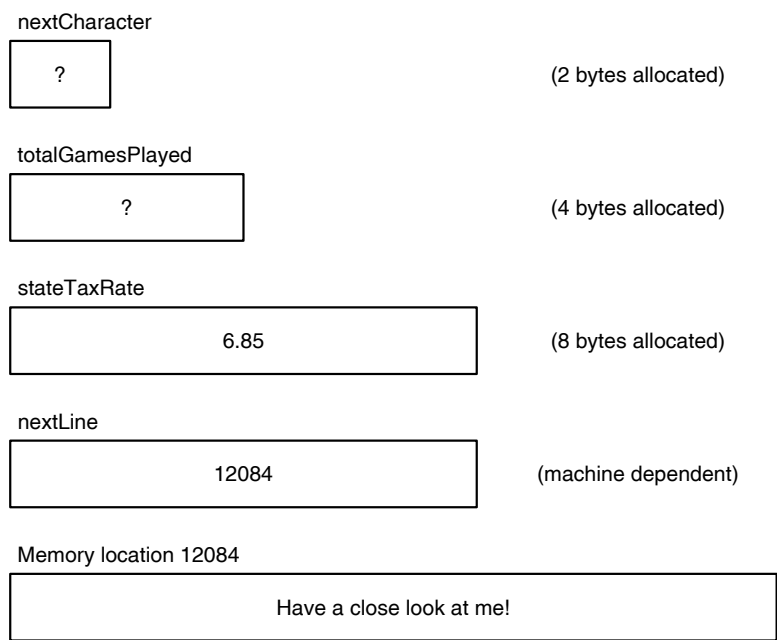 nextCharacter
? (2 bytes allocated)
totalGamesPlayed
? (4 bytes allocated)
stateTaxRate
6.85 (8 bytes allocated)
nextLine
12084 (machine dependent)
Memory location 12084
Have a close look at me!